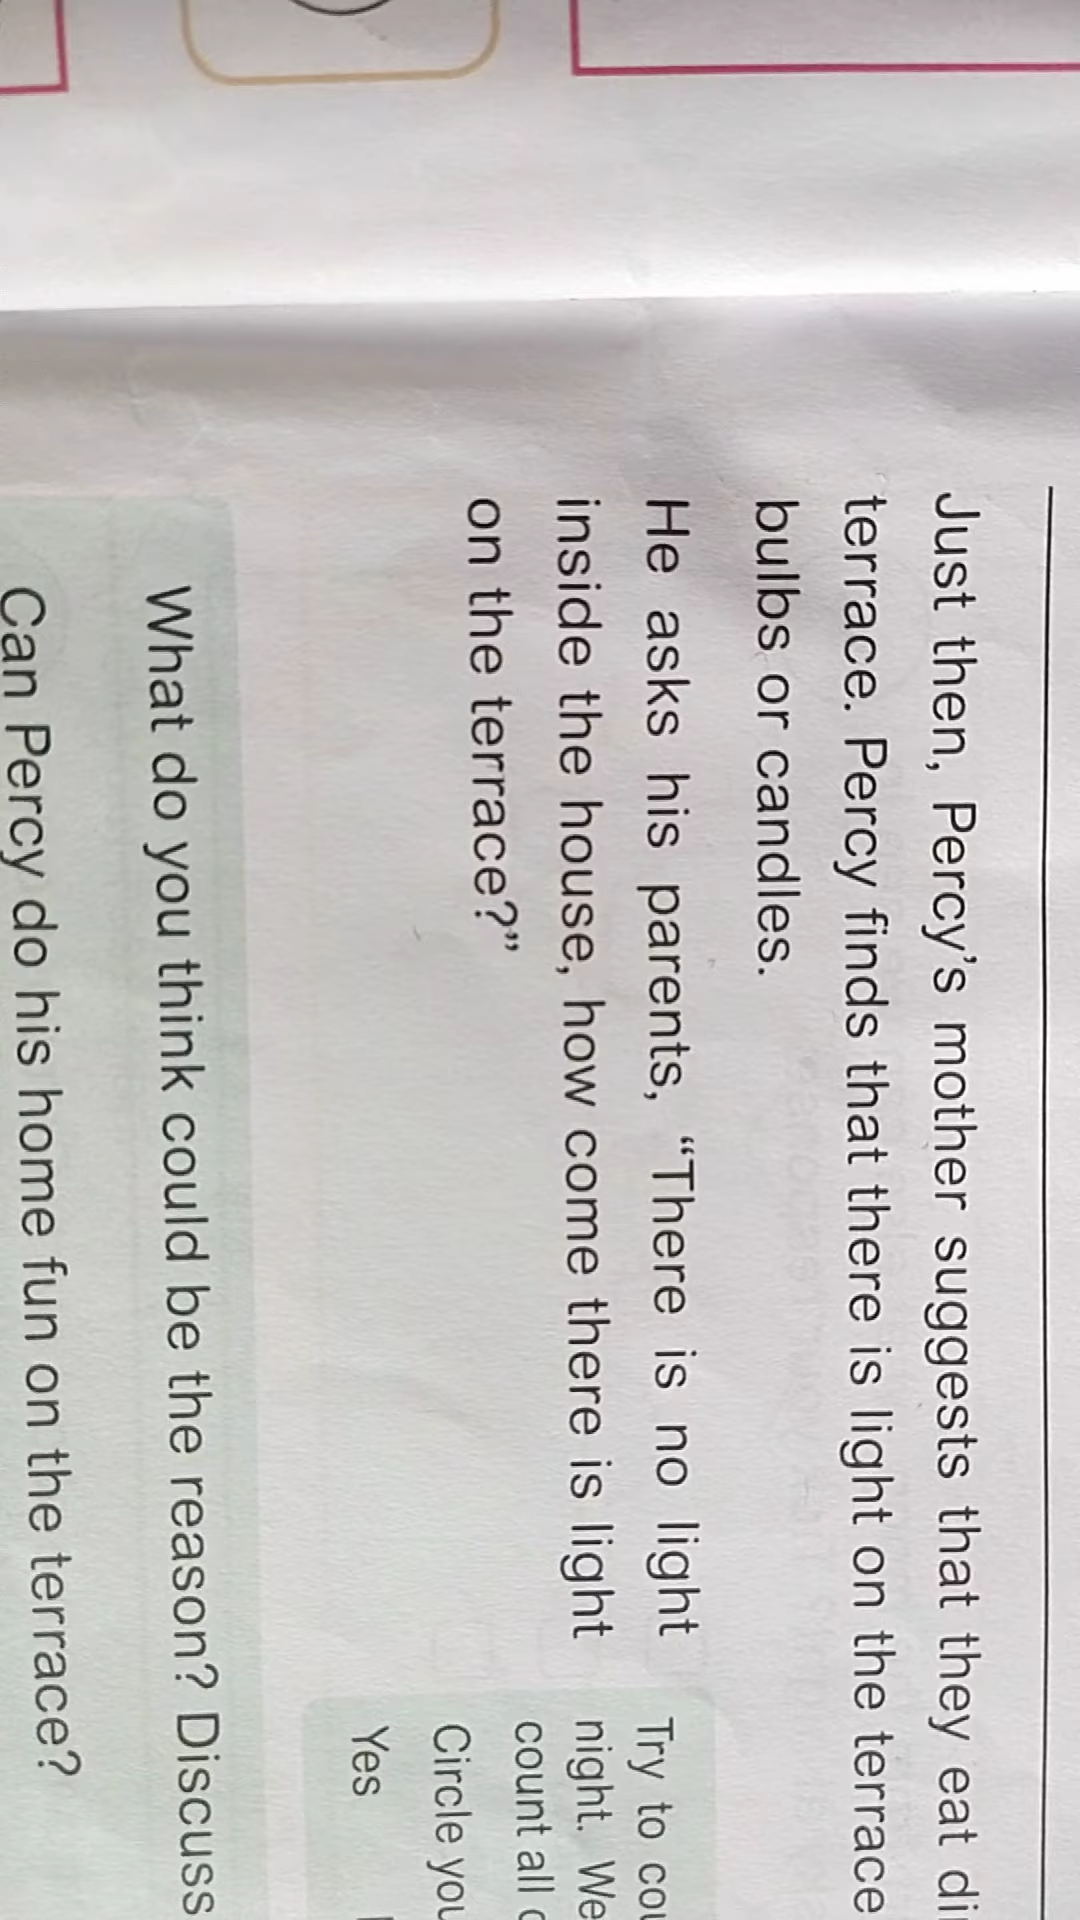 Just then, Percy's mother suggests that they eat
terrace. Percy finds that there is light on the terrace
bulbs or candles.
He asks his parents, “There is no light
inside the house, how come there is light
on the terrace?”
Try to
night. We
count all
Circle
Yes
What do you think could be the reason? Discuss
Can Percy do his home fun on the terrace?